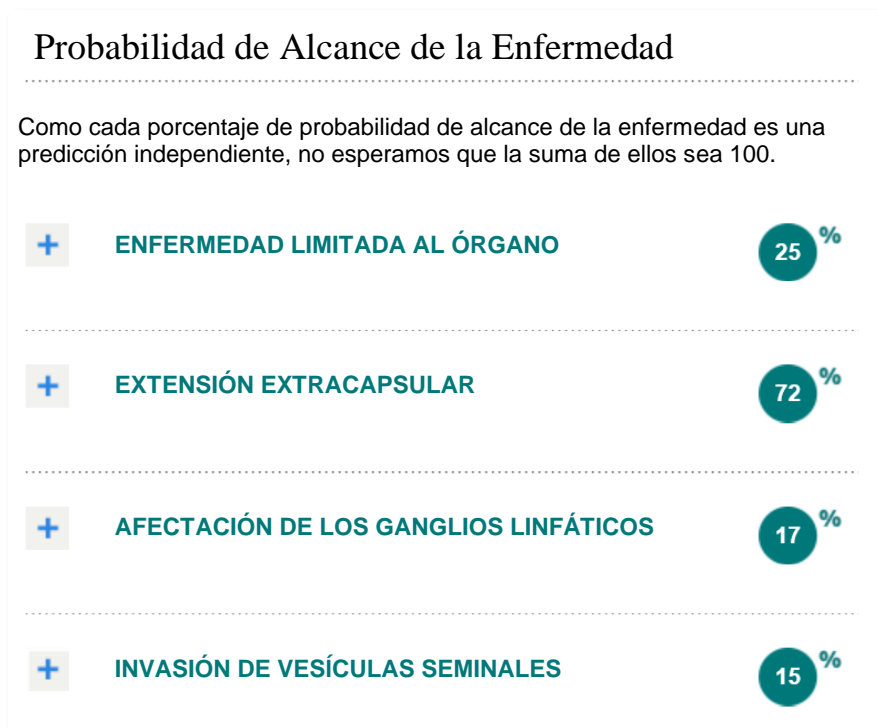 Probabilidad de Alcance de la Enfermedad
Como cada porcentaje de probabilidad de alcance de la enfermedad es una
predicción independiente, no esperamos que la suma de ellos sea 100.
+ ENFERMEDAD LIMITADA AL ÓRGANO 25 %
+ EXTENSIÓN EXTRACAPSULAR 72 %
+ AFECTACIÓN DE LOS GANGLIOS LINFÁTICOS 17 %
+ INVASIÓN DE VESÍCULAS SEMINALES 15 %